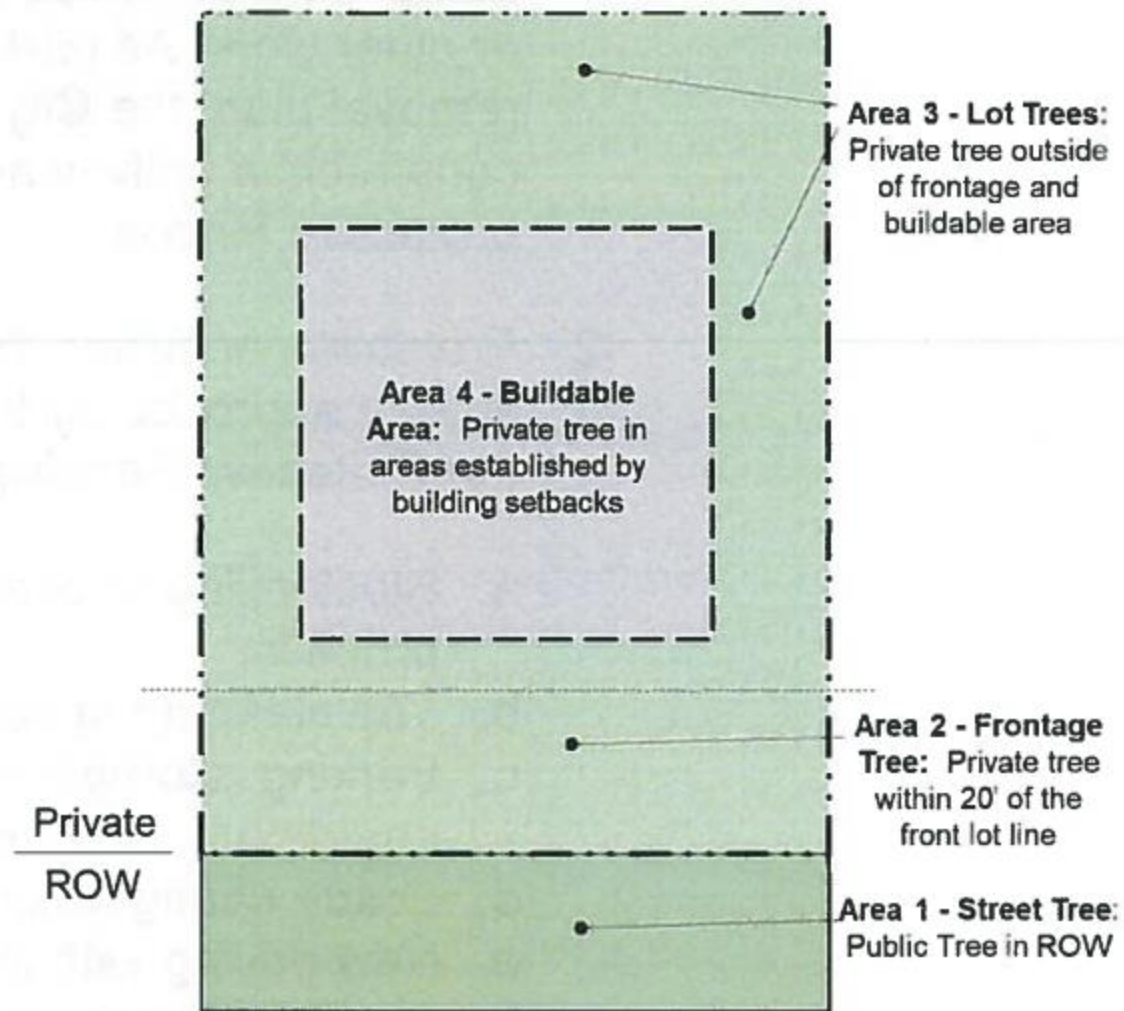 Area 3 - Lot Trees:
Private tree outside
of frontage and
buildable area
Area 4 - Buildable
Area: Private tree in
areas established by
building setbacks
Area 2 - Frontage
Tree: Private tree
within 20' of the
front lot line
Private
ROW
Area 1 - Street Tree:
Public Tree in ROW